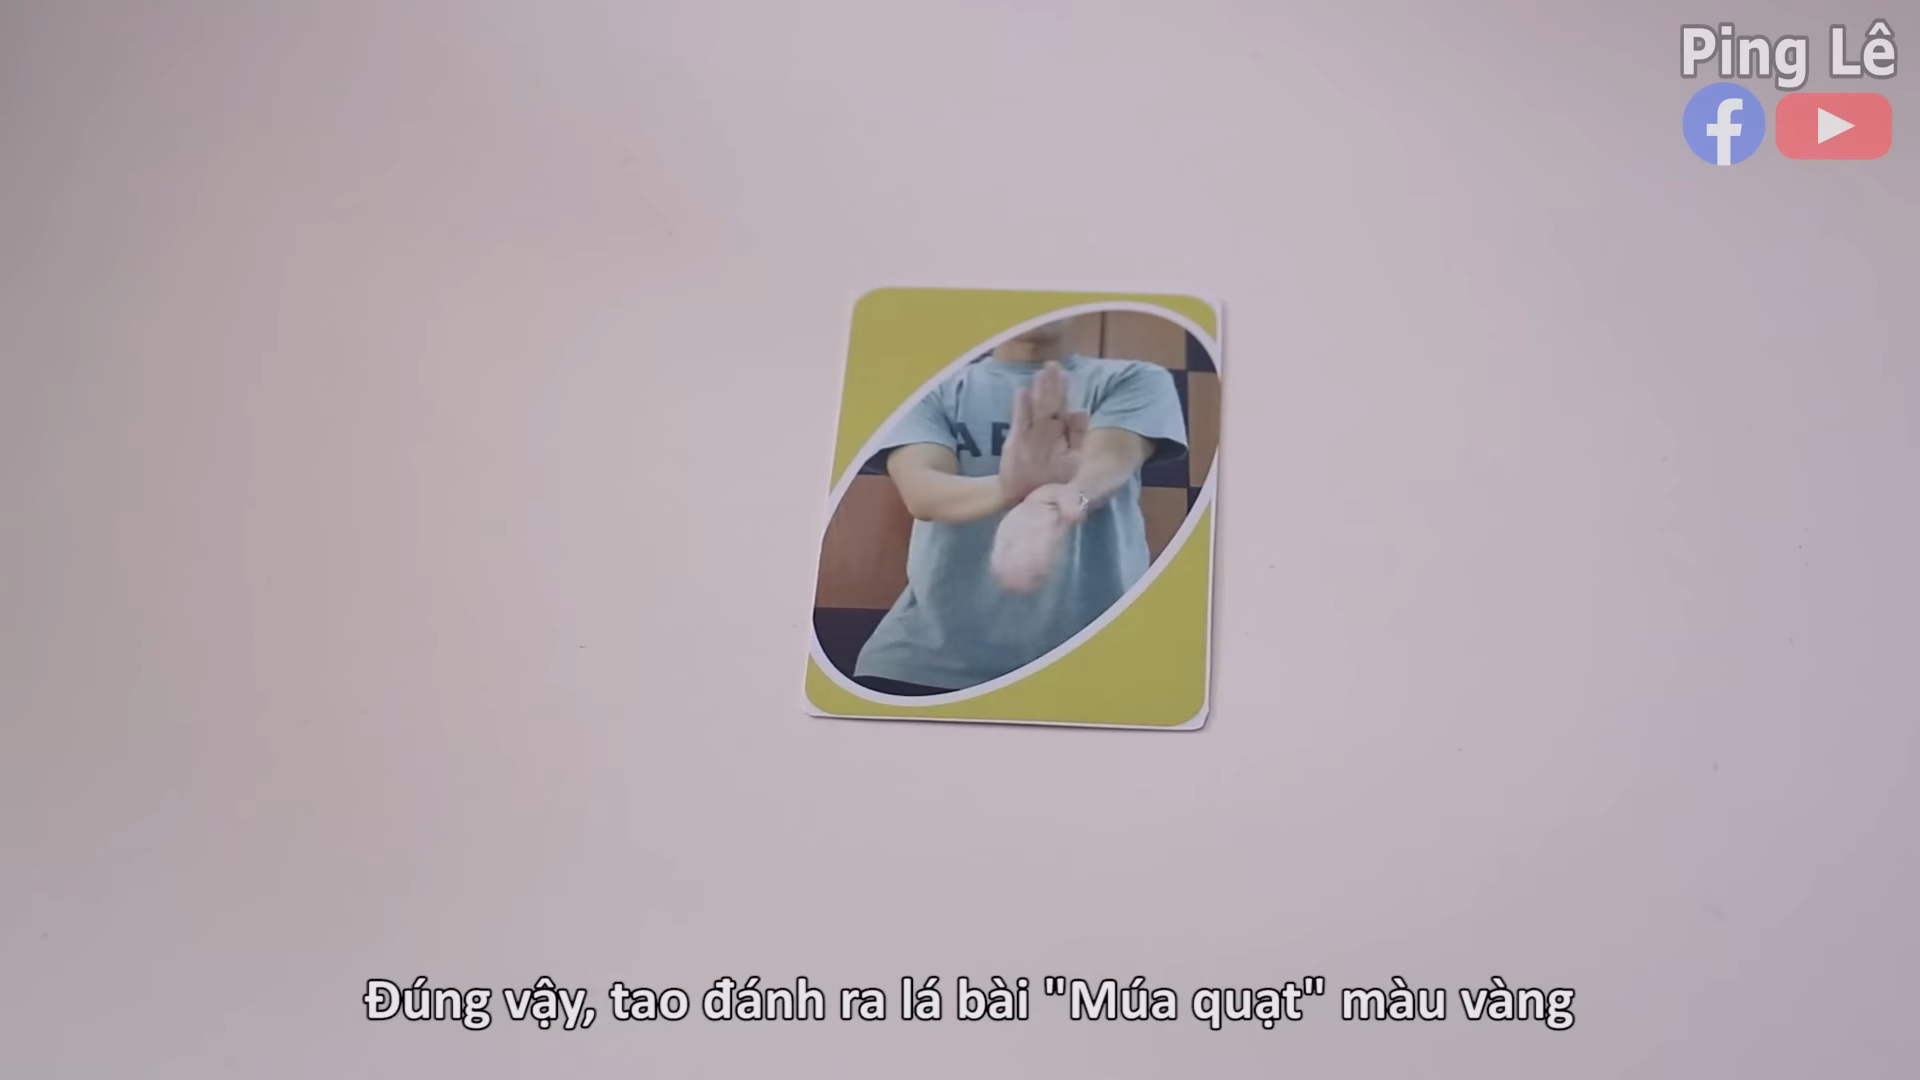 Ping Lê
Đúng vậy, tao đánh ra lá bài "Múa quạt" màu vàng